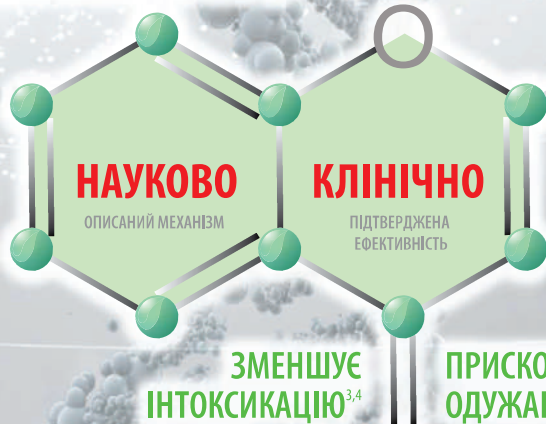 O
НАУКОВО
ОПИСАНИЙ МЕХАНІЗМ
КЛІНІЧНО
ПІДТВЕРДЖЕНА
ЕФЕКТИВНІСТЬ
ЗМЕНШУЄ
ІНТОКСИКАЦІЮ³,⁴